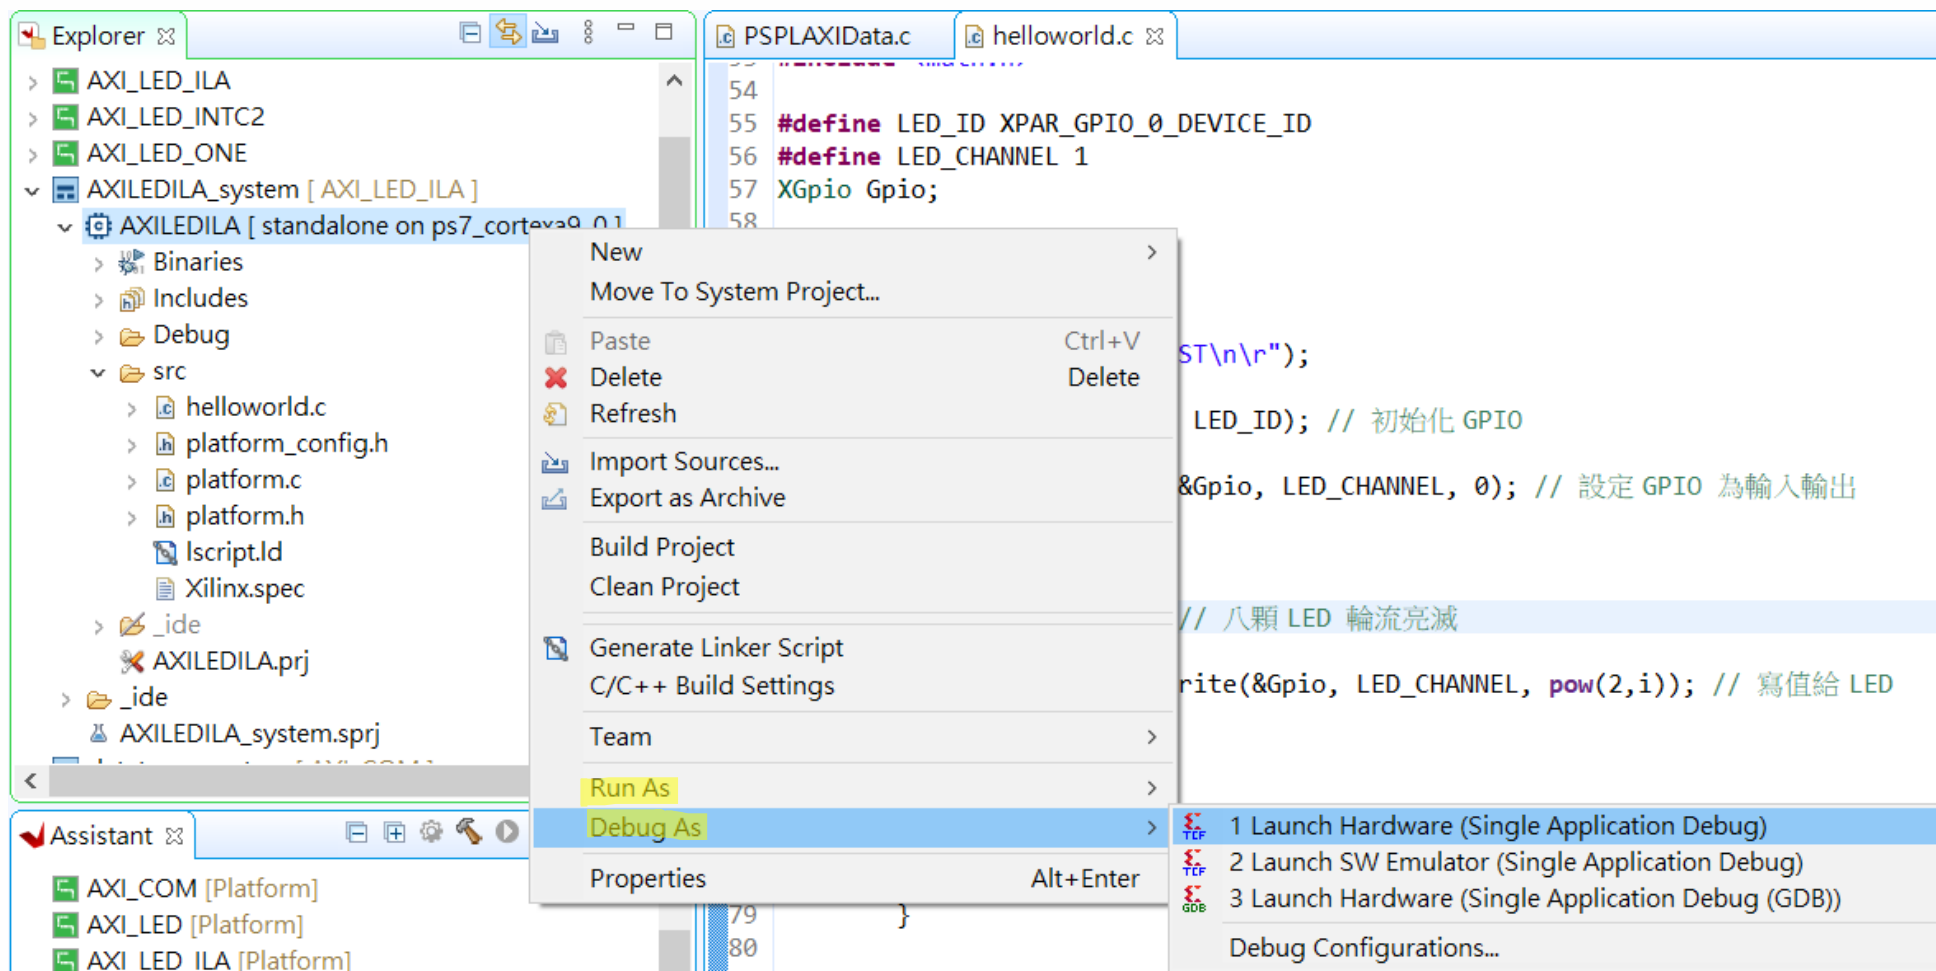 Explorer
AXI_LED_ILA
AXI_LED_INTC2
AXI_LED_ONE
AXILEDILA_system [ AXI_LED_ILA ]
AXILEDILA [ standalone on ps7_cortexa9_0 ]
Binaries
Includes
Debug
src
helloworld.c
platform_config.h
platform.c
platform.h
lscript.ld
Xilinx.spec
_ide
AXILEDILA.prj
_ide
AXILEDILA_system.sprj
Assistant
AXI_COM [Platform]
AXI_LED [Platform]
AXI_LED_ILA [Platform]
PSPLAXIData.c
helloworld.c
53 #include <math.h>
54
55 #define LED_ID XPAR_GPIO_0_DEVICE_ID
56 #define LED_CHANNEL 1
57 XGpio Gpio;
58
ST\n\r");
LED_ID); // 初始化 GPIO
&Gpio, LED_CHANNEL, 0); // 設定 GPIO 為輸入輸出
// 八顆 LED 輪流亮滅
rite(&Gpio, LED_CHANNEL, pow(2,i)); // 寫值給 LED
79 }
80
New
Move To System Project...
Paste Ctrl+V
Delete Delete
Refresh
Import Sources...
Export as Archive
Build Project
Clean Project
Generate Linker Script
C/C++ Build Settings
Team
Run As
Debug As
Properties Alt+Enter
1 Launch Hardware (Single Application Debug)
2 Launch SW Emulator (Single Application Debug)
3 Launch Hardware (Single Application Debug (GDB))
Debug Configurations...